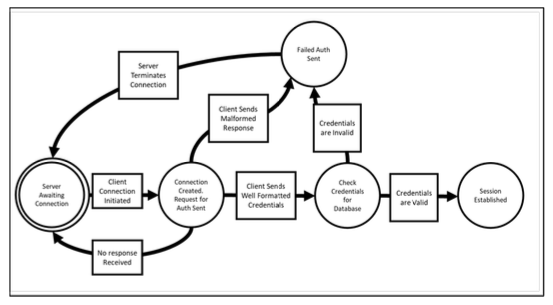 Failed Auth
Sent
Server
Terminates
Connection
Client Sends
Malformed
Response
Credentials
are Invalid
Server
Awaiting
Connection
Client
Connection
Initiated
Connection
Created.
Request for
Auth Sent
Client Sends
Well Formatted
Credentials
Check
Credentials
for
Database
Credentials
are Valid
Session
Established
No response
Received